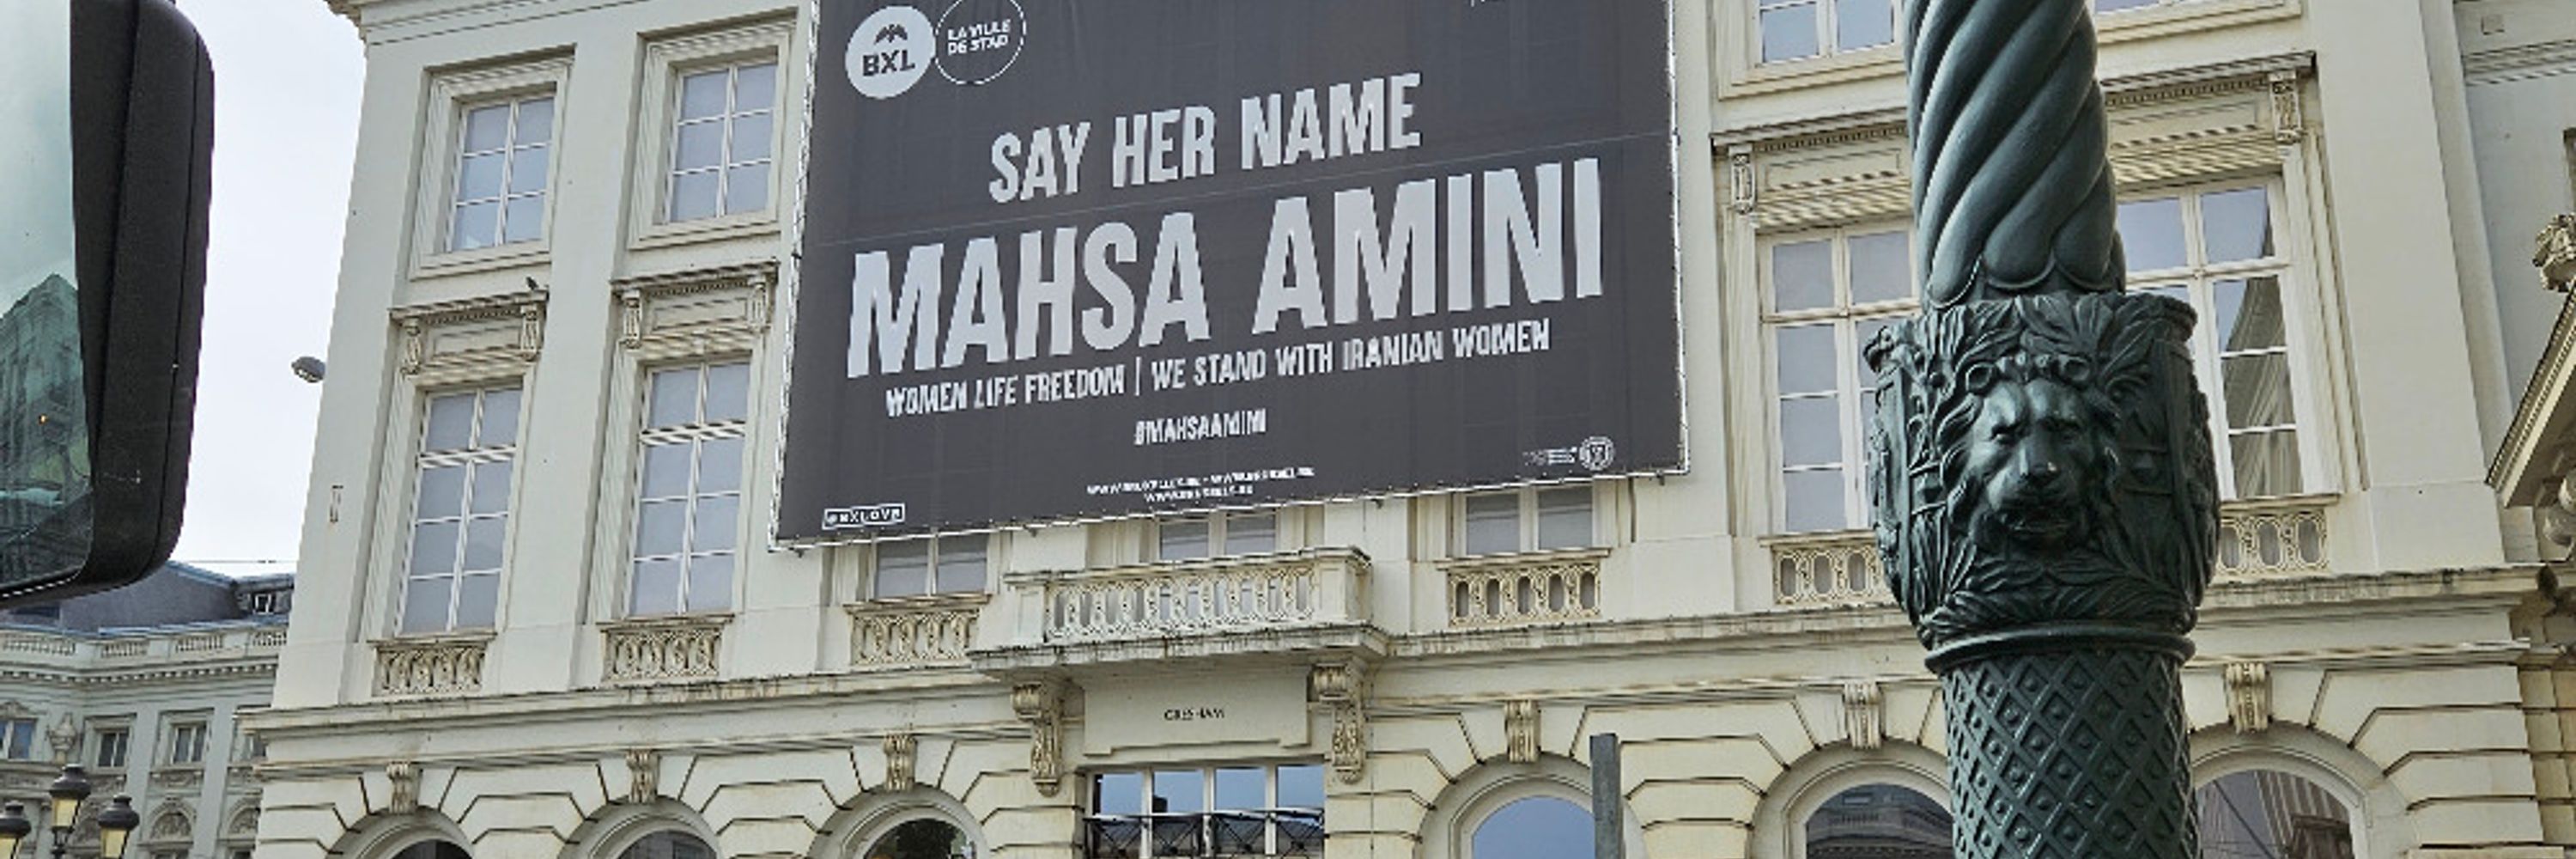 BXL
LA VILLE
DE STAD
SAY HER NAME
MAHSA AMINI
WOMEN LIFE FREEDOM | WE STAND WITH IRANIAN WOMEN
#MAHSAAMINI
GRESHAM